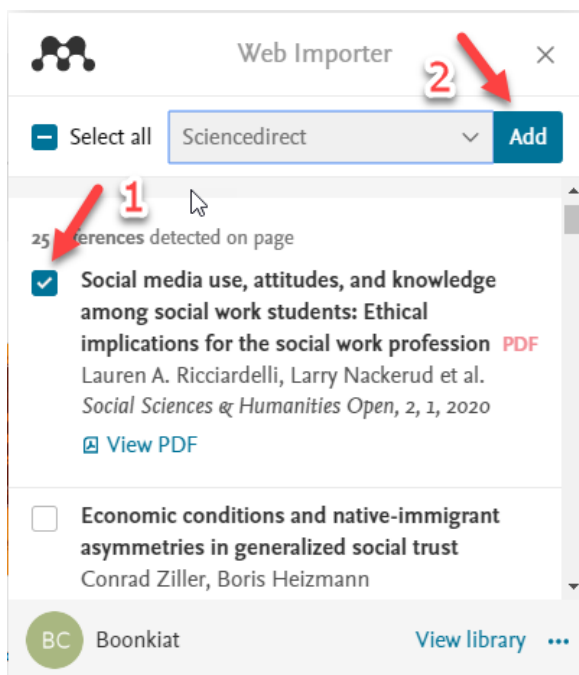 Web Importer
2
Select all
Sciencedirect
Add
1
25 references detected on page
Social media use, attitudes, and knowledge
among social work students: Ethical
implications for the social work profession PDF
Lauren A. Ricciardelli, Larry Nackerud et al.
Social Sciences & Humanities Open, 2, 1, 2020
View PDF
Economic conditions and native-immigrant
asymmetries in generalized social trust
Conrad Ziller, Boris Heizmann
BC
Boonkiat
View library